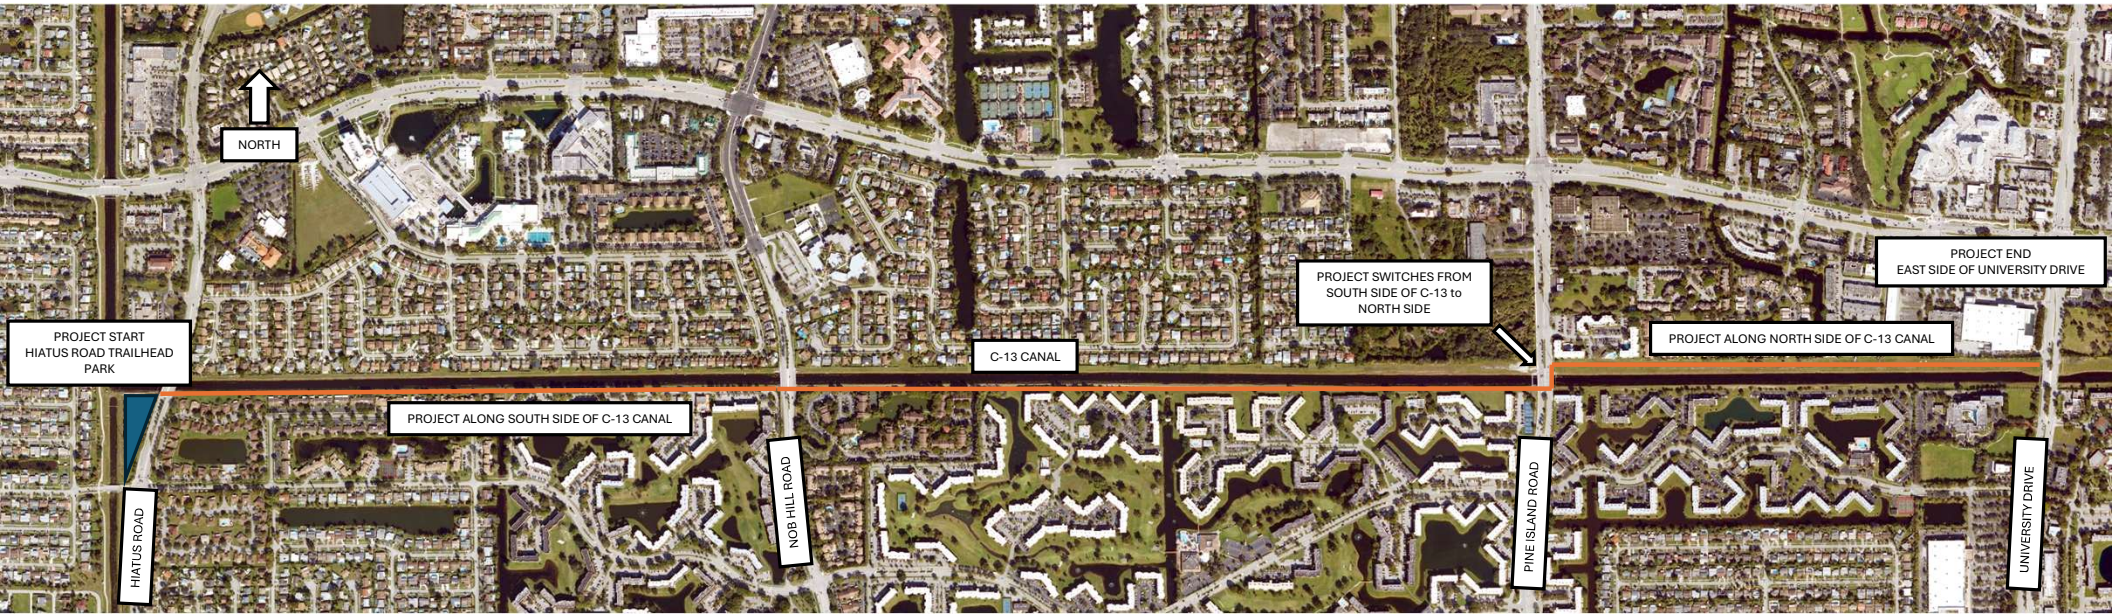 NORTH
PROJECT START
HIATUS ROAD TRAILHEAD
PARK
PROJECT ALONG SOUTH SIDE OF C-13 CANAL
C-13 CANAL
PROJECT SWITCHES FROM
SOUTH SIDE OF C-13 to
NORTH SIDE
PROJECT END
EAST SIDE OF UNIVERSITY DRIVE
PROJECT ALONG NORTH SIDE OF C-13 CANAL
HIATUS ROAD
NOB HILL ROAD
PINE ISLAND ROAD
UNIVERSITY DRIVE